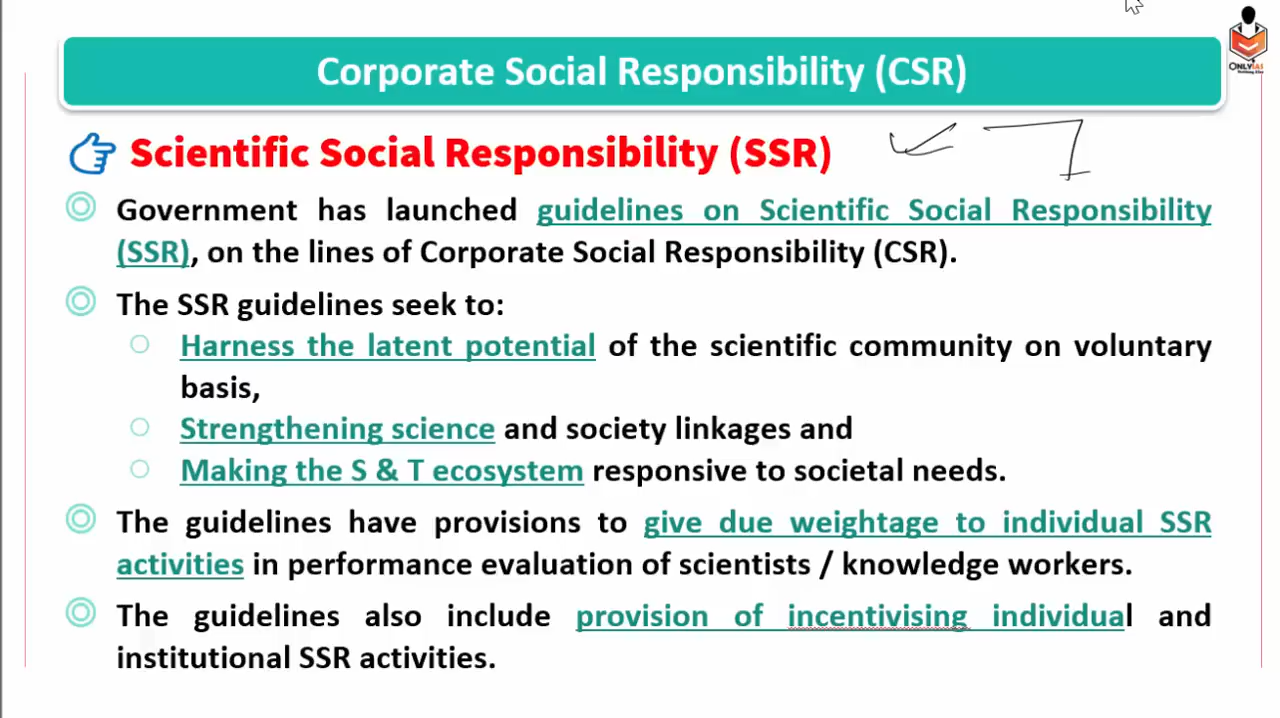 Corporate Social Responsibility (CSR)
ONLYIAS
Scientific Social Responsibility (SSR)
Government has launched guidelines on Scientific Social Responsibility
(SSR), on the lines of Corporate Social Responsibility (CSR).
The SSR guidelines seek to:
Harness the latent potential of the scientific community on voluntary
basis,
Strengthening science and society linkages and
Making the S & T ecosystem responsive to societal needs.
The guidelines have provisions to give due weightage to individual SSR
activities in performance evaluation of scientists / knowledge workers.
The guidelines also include provision of incentivising individual and
institutional SSR activities.